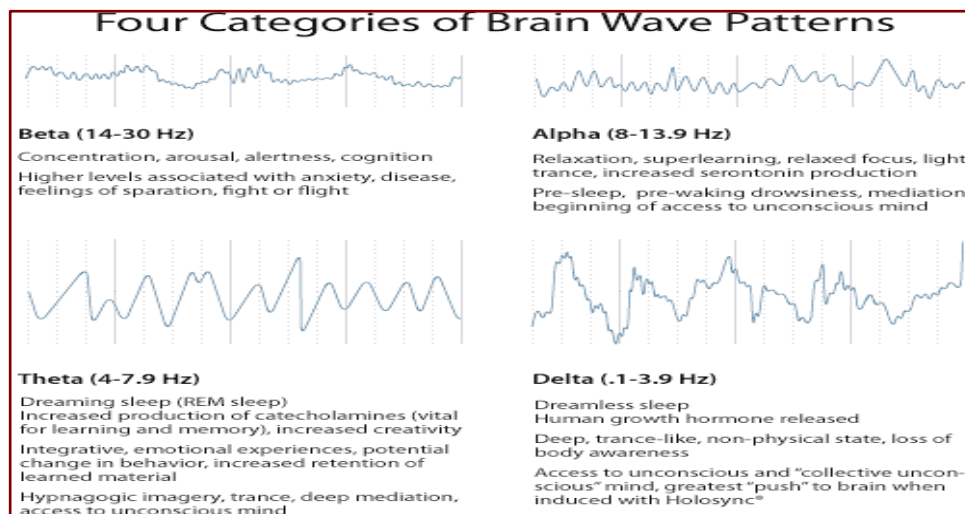 Four Categories of Brain Wave Patterns
Beta (14-30 Hz)
Concentration, arousal, alertness, cognition
Higher levels associated with anxiety, disease,
feelings of sparation, fight or flight
Alpha (8-13.9 Hz)
Relaxation, superlearning, relaxed focus, light
trance, increased serontonin production
Pre-sleep, pre-waking drowsiness, mediation
beginning of access to unconscious mind
Theta (4-7.9 Hz)
Dreaming sleep (REM sleep)
Increased production of catecholamines (vital
for learning and memory), increased creativity
Integrative, emotional experiences, potential
change in behavior, increased retention of
learned material
Hypnagogic imagery, trance, deep mediation,
access to unconscious mind
Delta (.1-3.9 Hz)
Dreamless sleep
Human growth hormone released
Deep, trance-like, non-physical state, loss of
body awareness
Access to unconscious and "collective uncon-
scious" mind, greatest "push" to brain when
induced with Holosync®